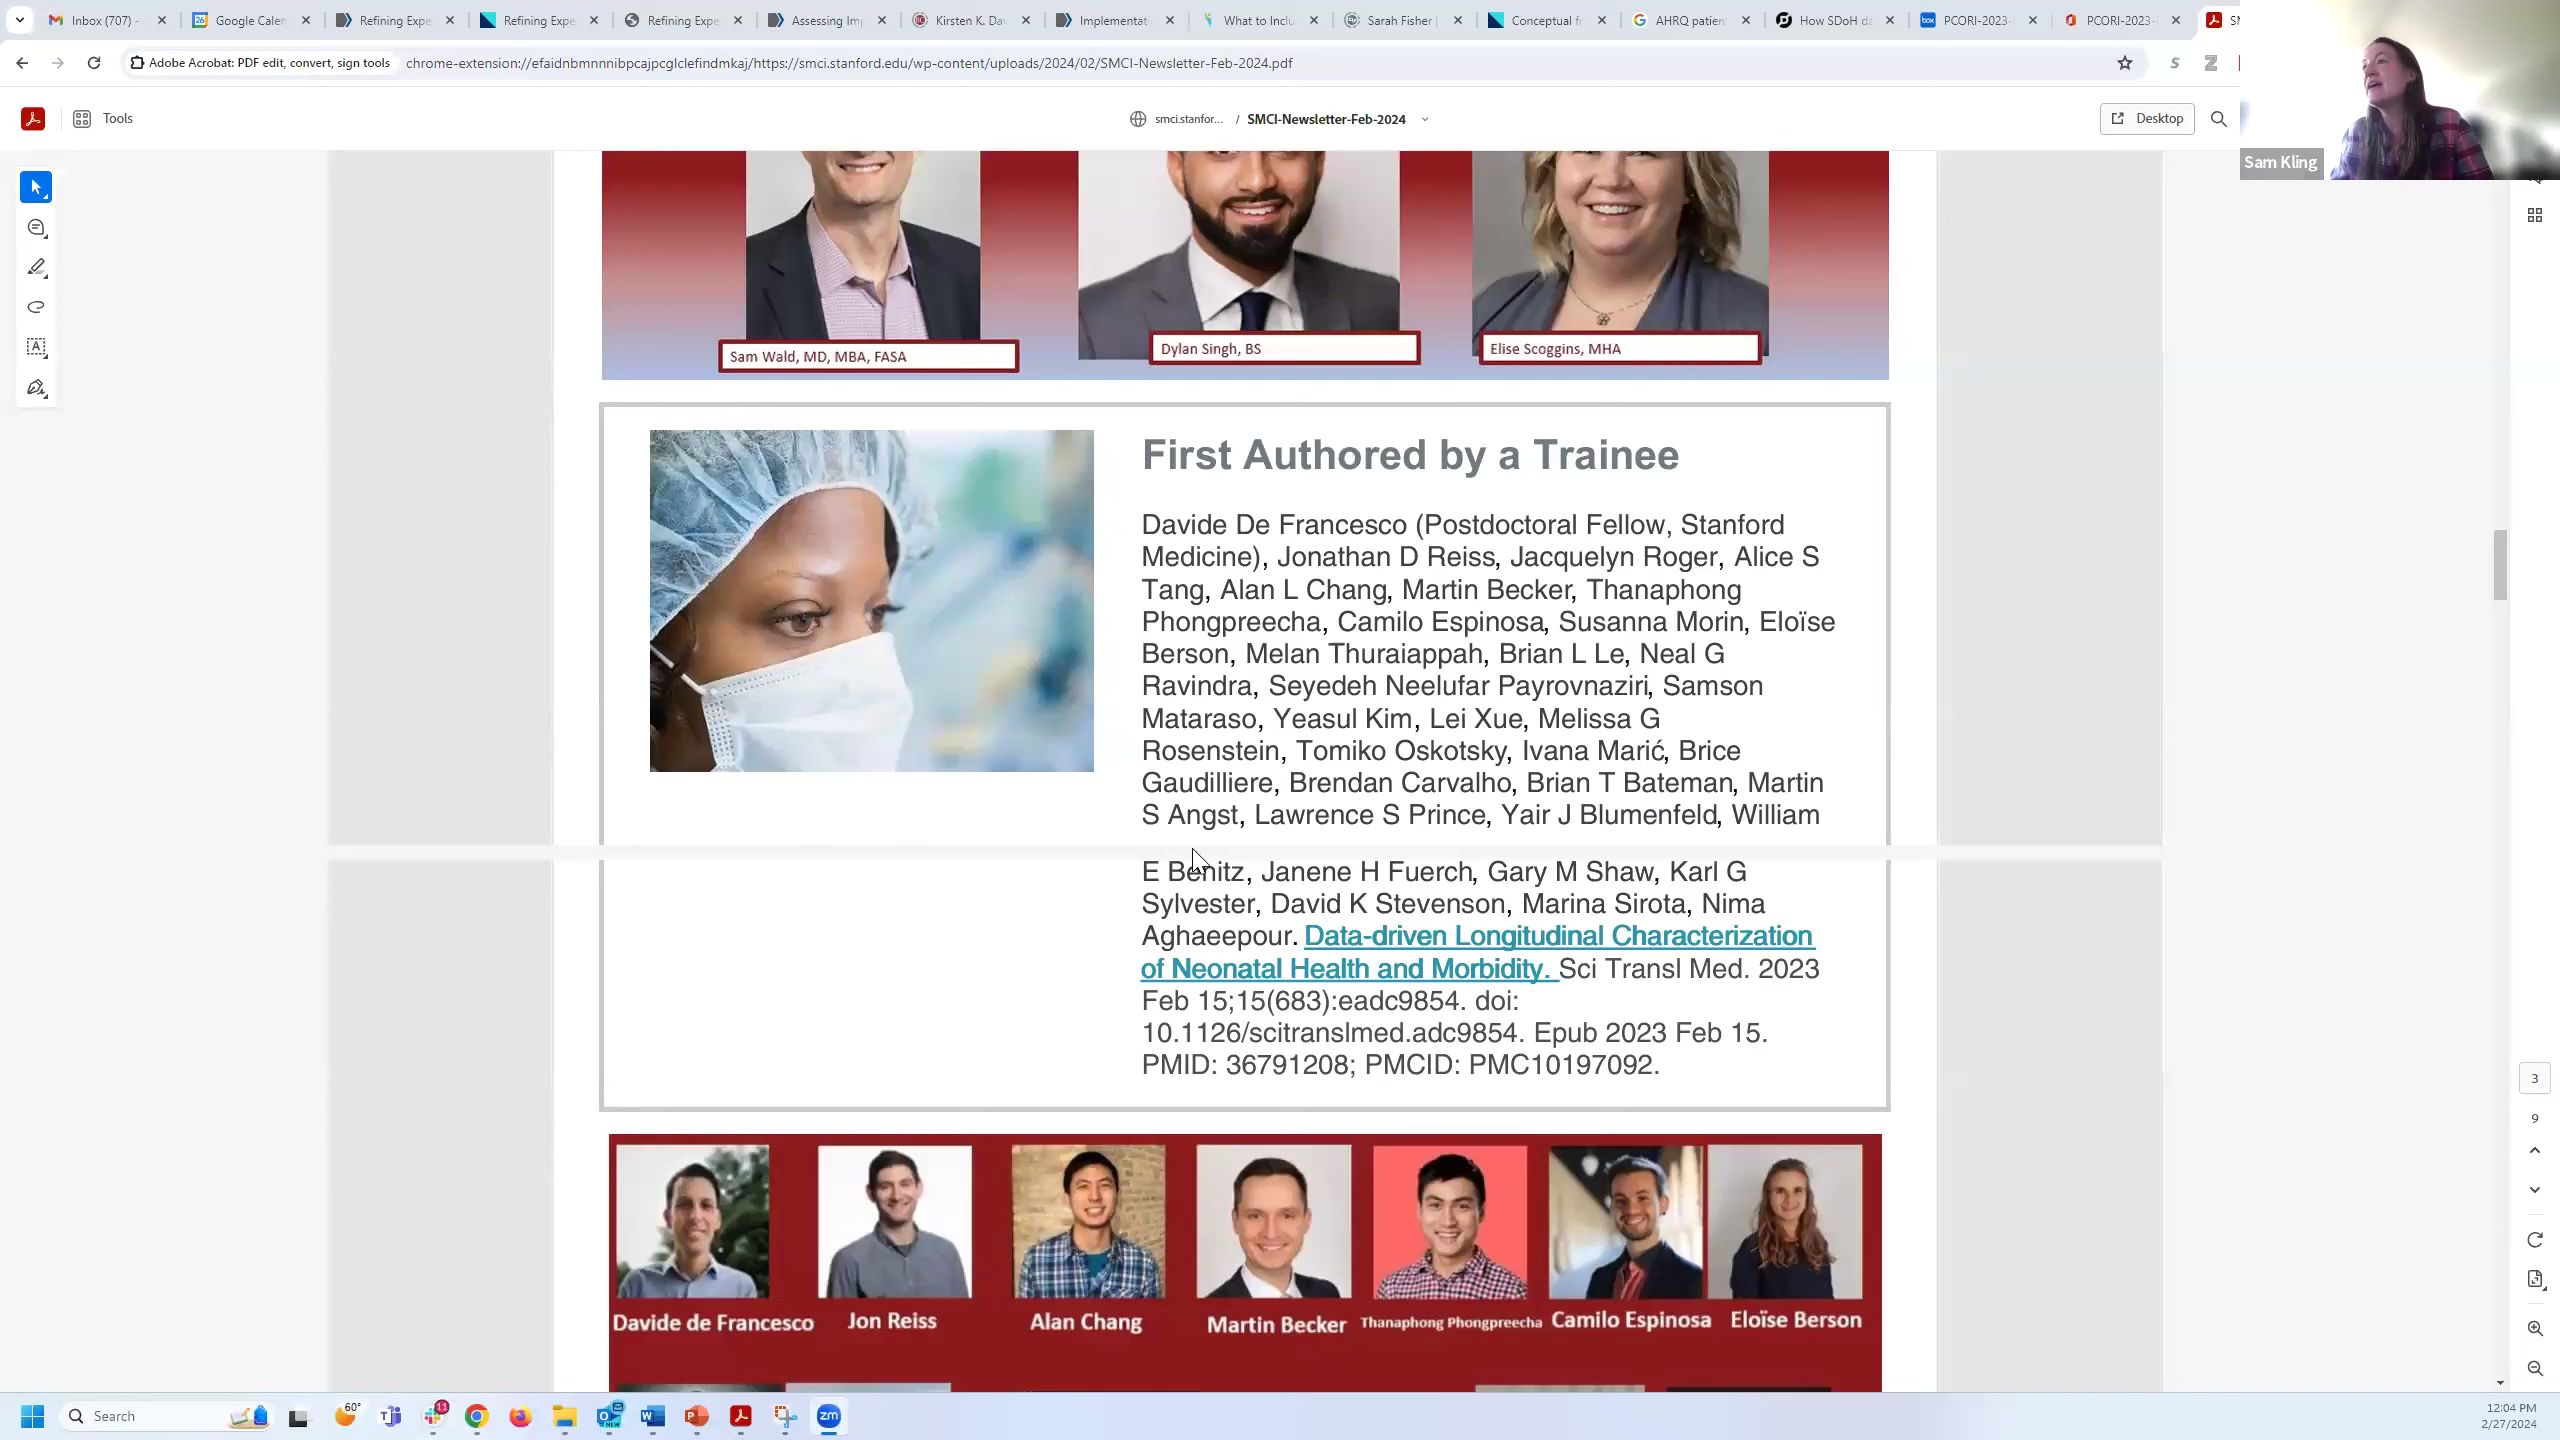 Inbox (707) -
Google Calen
Refining Expe
Refining Expe
Refining Expe
Assessing Imp
Kirsten K. Dav
Implementati
What to Inclu
Sarah Fisher |
Conceptual f
AHRQ patien
How SDoH d
PCORI-2023-
PCORI-2023-
Adobe Acrobat: PDF edit, convert, sign tools
chrome-extension://efaidnbmnnnibpcajpcglclefindmkaj/https://smci.stanford.edu/wp-content/uploads/2024/02/SMCI-Newsletter-Feb-2024.pdf
Tools
smci.stanfor... / SMCI-Newsletter-Feb-2024
Desktop
Sam Kling
Sam Wald, MD, MBA, FASA
Dylan Singh, BS
Elise Scoggins, MHA
First Authored by a Trainee
Davide De Francesco (Postdoctoral Fellow, Stanford
Medicine), Jonathan D Reiss, Jacquelyn Roger, Alice S
Tang, Alan L Chang, Martin Becker, Thanaphong
Phongpreecha, Camilo Espinosa, Susanna Morin, Eloïse
Berson, Melan Thuraiappah, Brian L Le, Neal G
Ravindra, Seyedeh Neelufar Payrovnaziri, Samson
Mataraso, Yeasul Kim, Lei Xue, Melissa G
Rosenstein, Tomiko Oskotsky, Ivana Marić, Brice
Gaudilliere, Brendan Carvalho, Brian T Bateman, Martin
S Angst, Lawrence S Prince, Yair J Blumenfeld, William
E Benitz, Janene H Fuerch, Gary M Shaw, Karl G
Sylvester, David K Stevenson, Marina Sirota, Nima
Aghaeepour. Data-driven Longitudinal Characterization
of Neonatal Health and Morbidity. Sci Transl Med. 2023
Feb 15;15(683):eadc9854. doi:
10.1126/scitranslmed.adc9854. Epub 2023 Feb 15.
PMID: 36791208; PMCID: PMC10197092.
3
9
Davide de Francesco
Jon Reiss
Alan Chang
Martin Becker
Thanaphong Phongpreecha
Camilo Espinosa
Eloïse Berson
Search
60°
11
NEW
zm
12:04 PM
2/27/2024